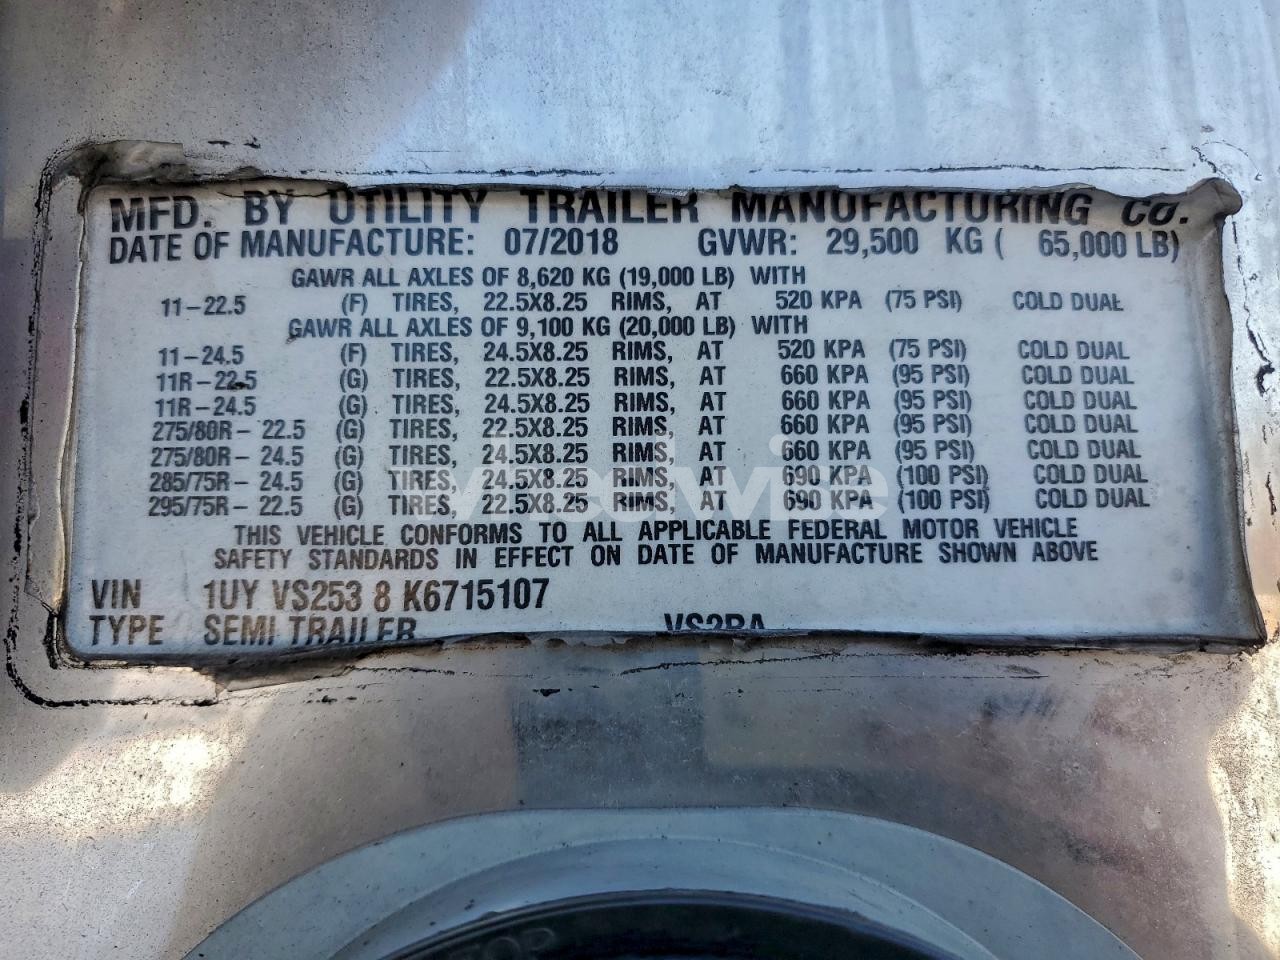 MFD. BY UTILITY TRAILER MANUFACTURING CO.
DATE OF MANUFACTURE: 07/2018 GVWR: 29,500 KG ( 65,000 LB)
GAWR ALL AXLES OF 8,620 KG (19,000 LB) WITH
11-22.5 (F) TIRES, 22.5X8.25 RIMS, AT 520 KPA (75 PSI) COLD DUAL
GAWR ALL AXLES OF 9,100 KG (20,000 LB) WITH
11-24.5 (F) TIRES, 24.5X8.25 RIMS, AT 520 KPA (75 PSI) COLD DUAL
11R-22.5 (G) TIRES, 22.5X8.25 RIMS, AT 660 KPA (95 PSI) COLD DUAL
11R-24.5 (G) TIRES, 24.5X8.25 RIMS, AT 660 KPA (95 PSI) COLD DUAL
275/80R-22.5 (G) TIRES, 22.5X8.25 RIMS, AT 660 KPA (95 PSI) COLD DUAL
275/80R-24.5 (G) TIRES, 24.5X8.25 RIMS, AT 660 KPA (95 PSI) COLD DUAL
285/75R-24.5 (G) TIRES, 24.5X8.25 RIMS, AT 690 KPA (100 PSI) COLD DUAL
295/75R-22.5 (G) TIRES, 22.5X8.25 RIMS, AT 690 KPA (100 PSI) COLD DUAL
THIS VEHICLE CONFORMS TO ALL APPLICABLE FEDERAL MOTOR VEHICLE
SAFETY STANDARDS IN EFFECT ON DATE OF MANUFACTURE SHOWN ABOVE
VIN 1UY VS253 8 K6715107
TYPE SEMI TRAILER VS2RA